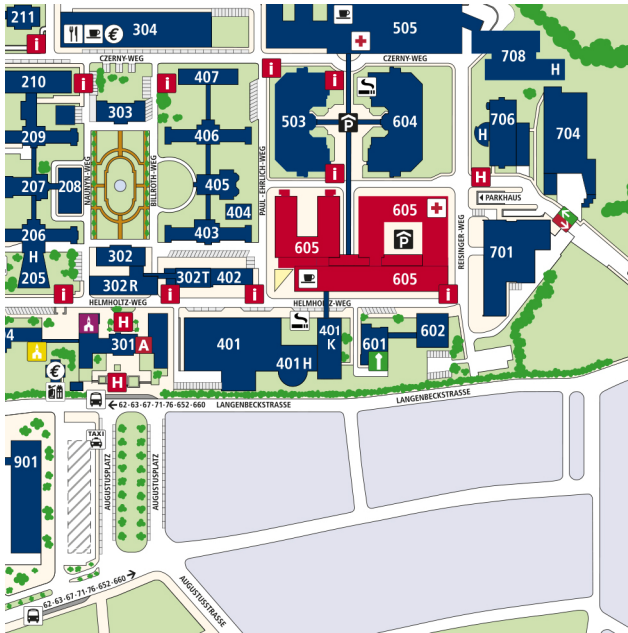 211
304
€
505
i
CZERNY-WEG
CZERNY-WEG
708
H
210
i
407
i
i
i
503
604
P
303
706
H
704
209
406
207
208
NAUNYN-WEG
BILLROTH-WEG
405
PAUL-EHRLICH-WEG
i
H
PARKHAUS
404
605
605
P
206
403
REISINGER-WEG
H
205
302
302R
302T
402
605
701
i
i
i
i
HELMHOLTZ-WEG
HELMHOLTZ-WEG
H
301
A
4
401
401
K
401H
601
602
€
H
62-63-67-71-76-652-660
LANGENBECKSTRASSE
LANGENBECKSTRASSE
TAXI
901
AUGUSTUSPLATZ
AUGUSTUSPLATZ
62-63-67-71-76-652-660
AUGUSTUSSTRASSE